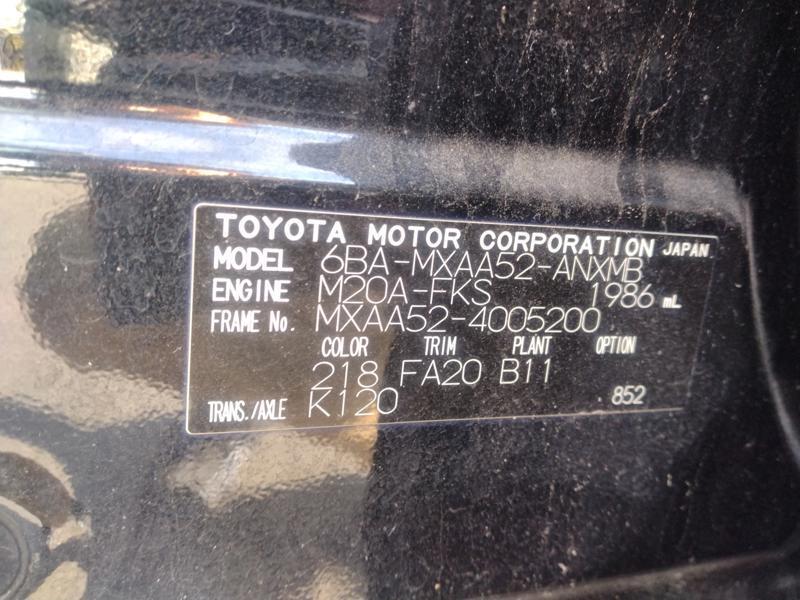 TOYOTA MOTOR CORPORATION JAPAN
MODEL 6BA-MXAA52-ANXMB
ENGINE M20A-FKS 1986 mL
FRAME No. MXAA52-4005200
COLOR TRIM PLANT OPTION
218 FA20 B11
TRANS./AXLE K120 852